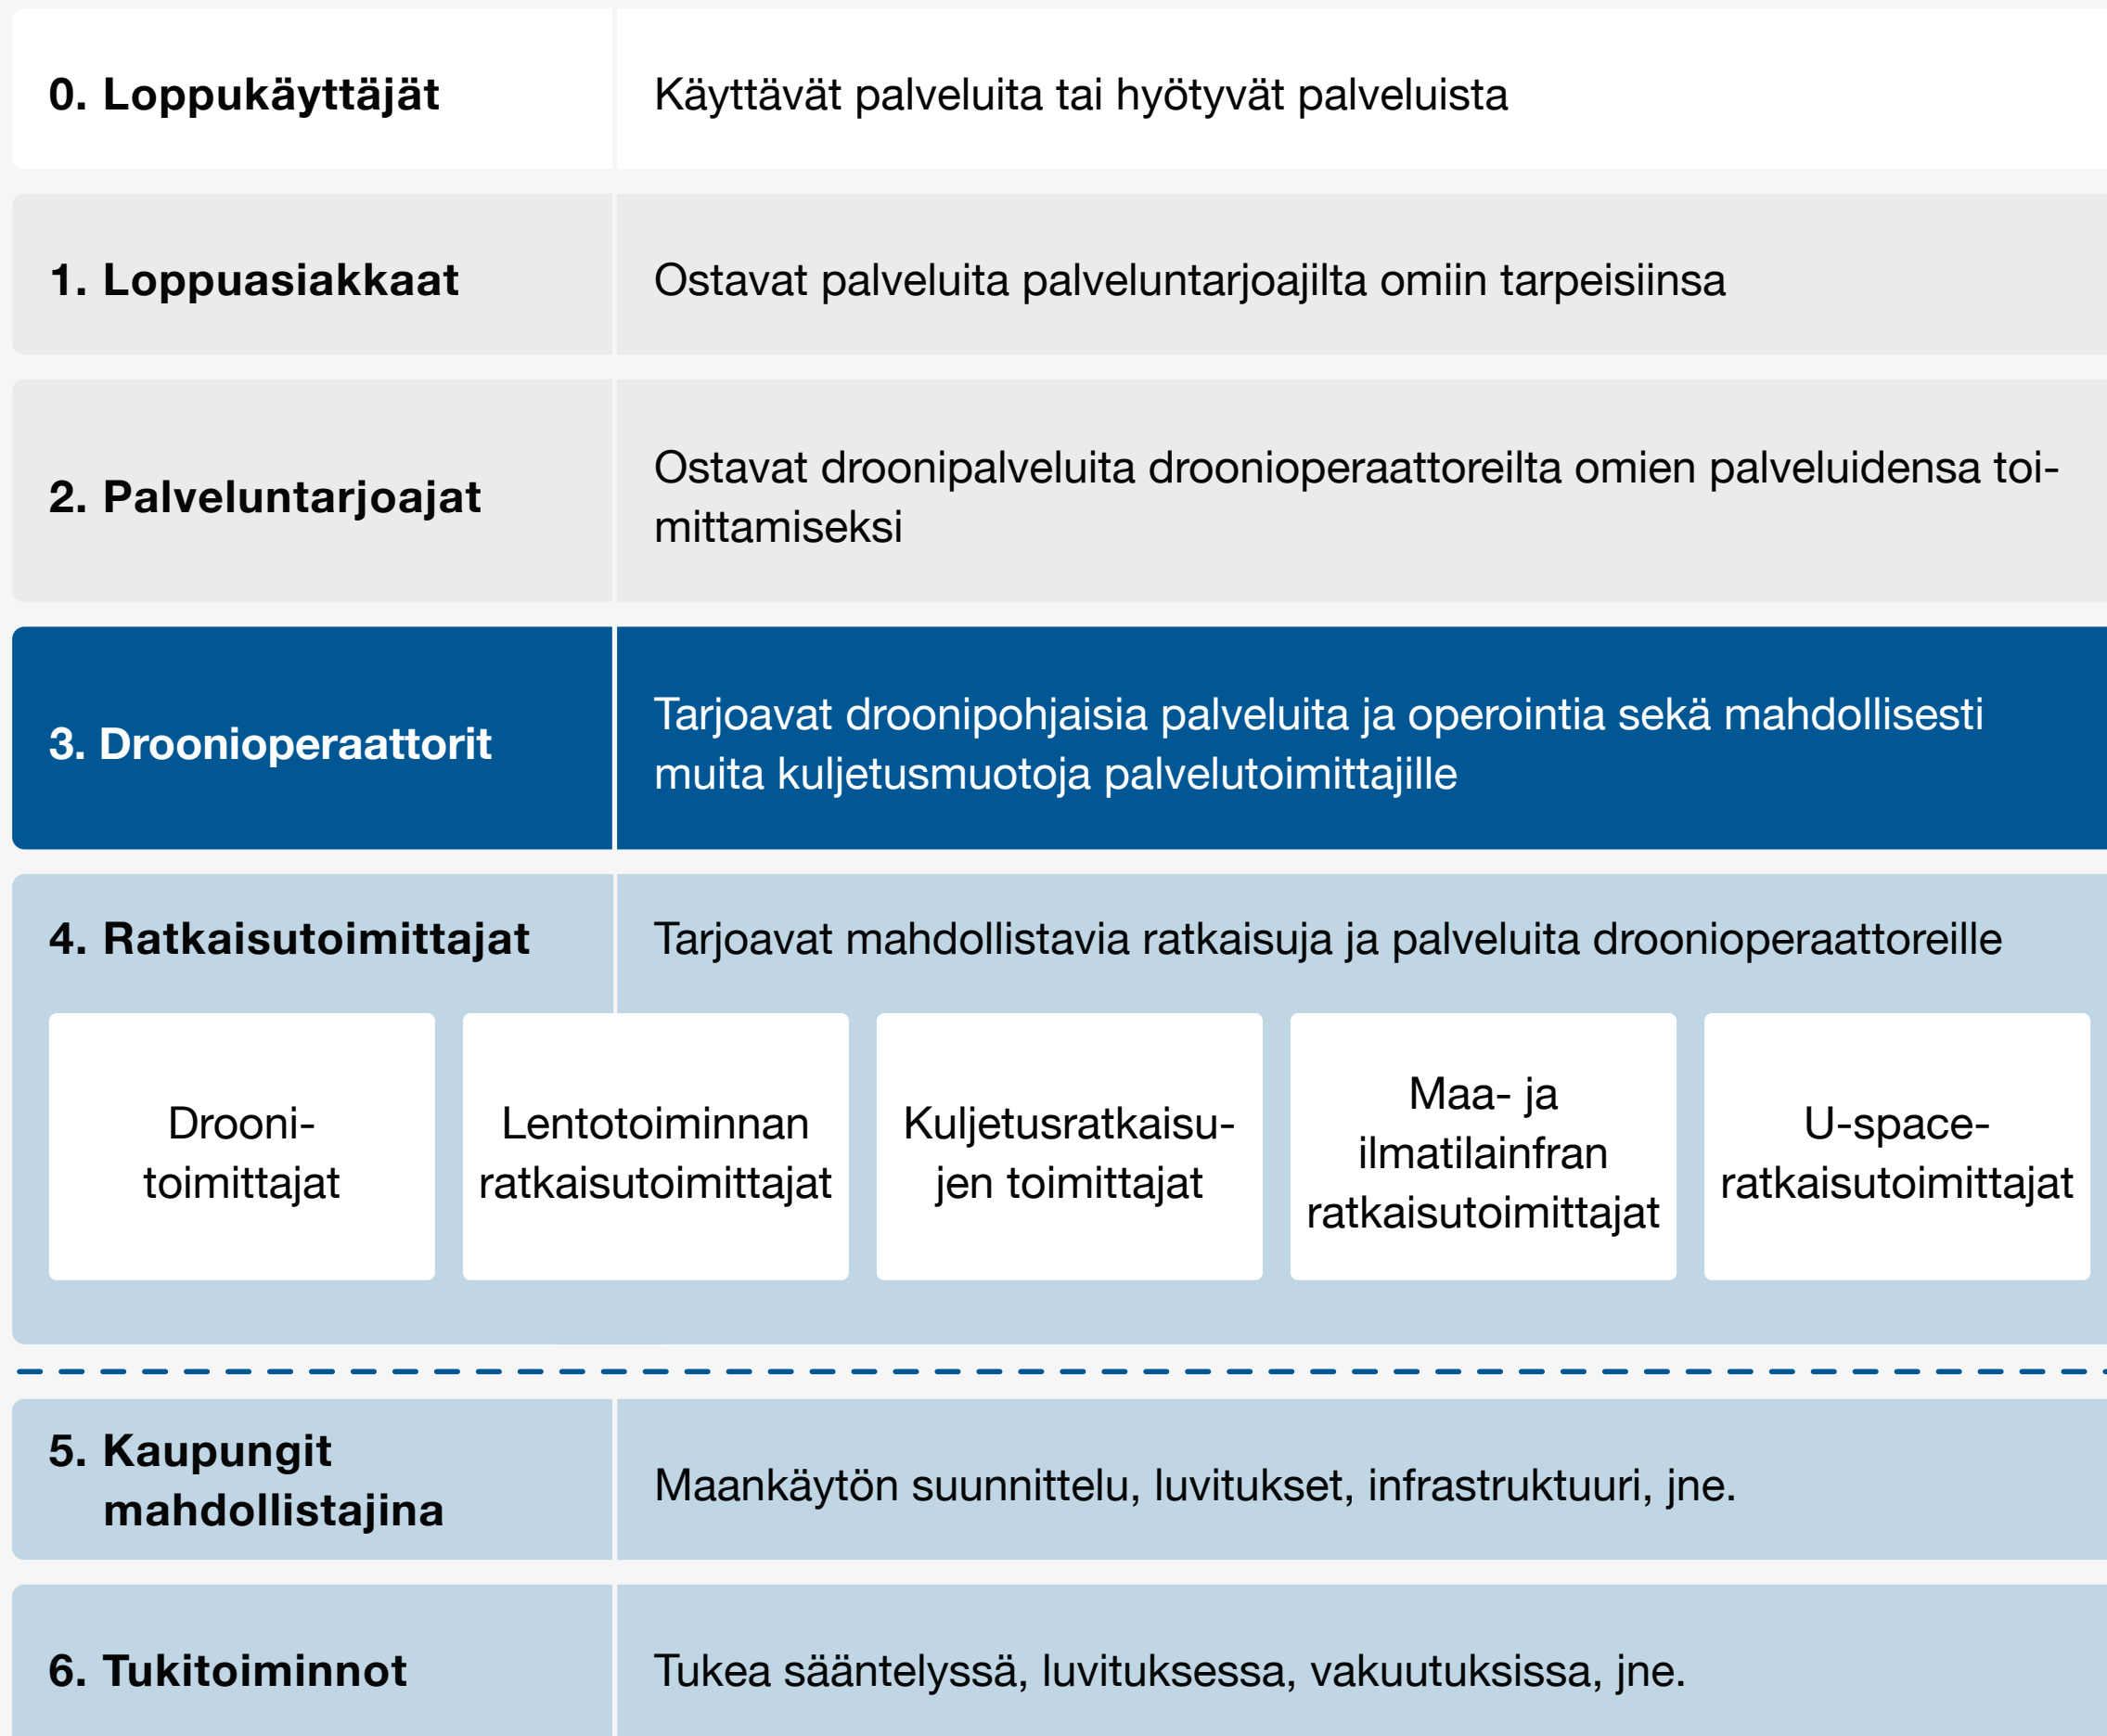 0. Loppukäyttäjät
Käyttävät palveluita tai hyötyvät palveluista
1. Loppuasiakkaat
Ostavat palveluita palveluntarjoajilta omiin tarpeisiinsa
2. Palveluntarjoajat
Ostavat droonipalveluita droonioperaattoreilta omien palveluidensa toi-
mittamiseksi
3. Droonioperaattorit
Tarjoavat droonipohjaisia palveluita ja operointia sekä mahdollisesti
muita kuljetusmuotoja palvelutoimittajille
4. Ratkaisutoimittajat
Tarjoavat mahdollistavia ratkaisuja ja palveluita droonioperaattoreille
Drooni-
toimittajat
Lentotoiminnan
ratkaisutoimittajat
Kuljetusratkaisu-
jen toimittajat
Maa- ja
ilmatilainfran
ratkaisutoimittajat
U-space-
ratkaisutoimittajat
5. Kaupungit
mahdollistajina
Maankäytön suunnittelu, luvitukset, infrastruktuuri, jne.
6. Tukitoiminnot
Tukea sääntelyssä, luvituksessa, vakuutuksissa, jne.